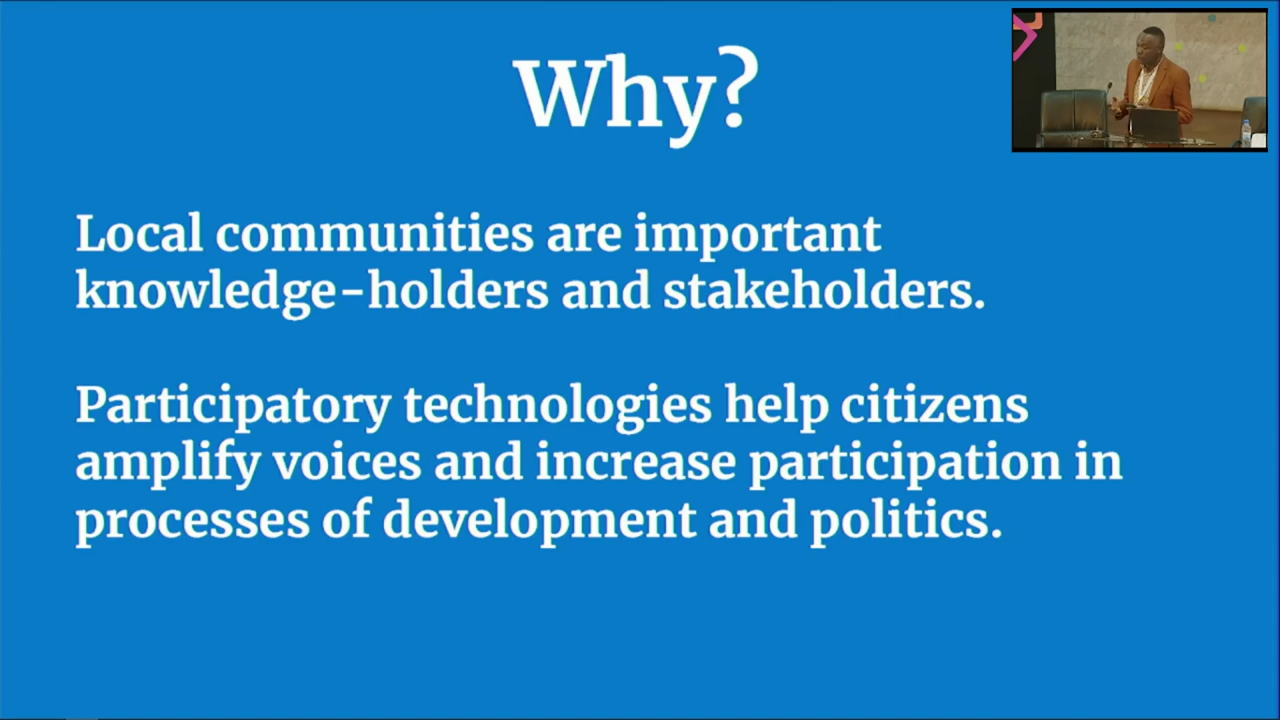 Why?
Local communities are important
knowledge-holders and stakeholders.
Participatory technologies help citizens
amplify voices and increase participation in
processes of development and politics.